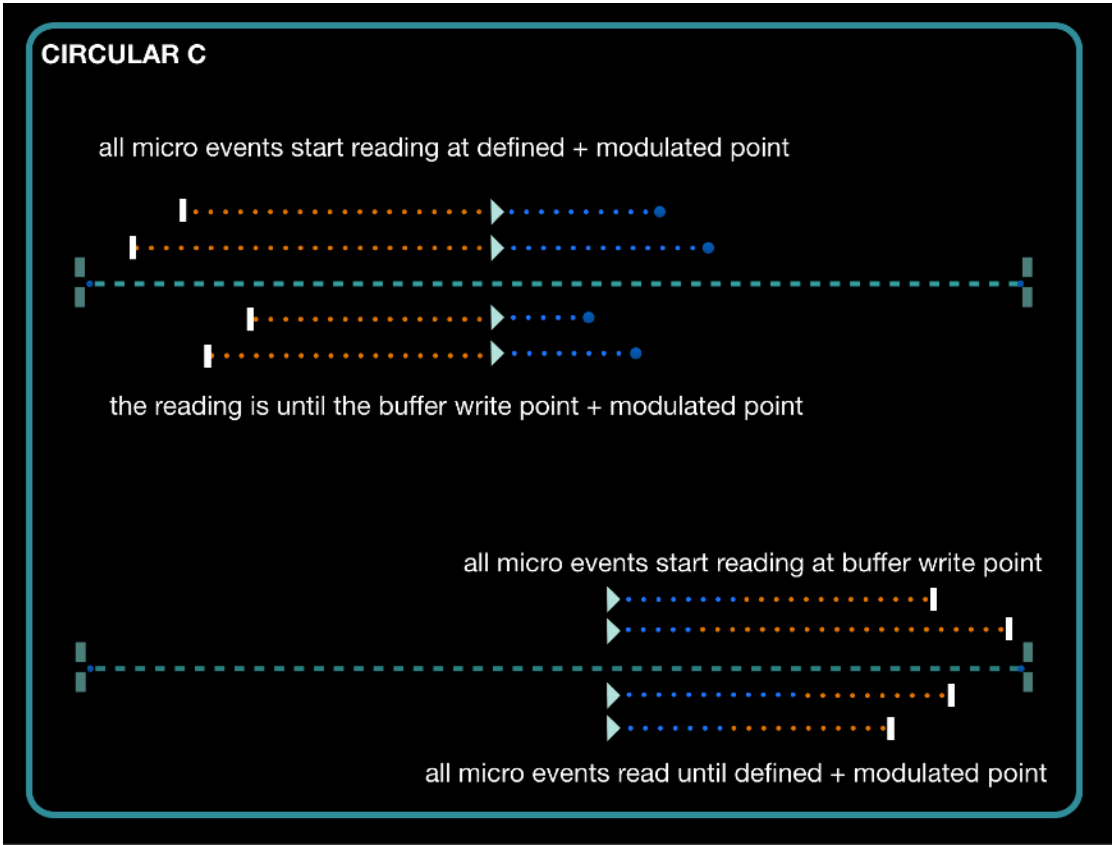 CIRCULAR C
all micro events start reading at defined + modulated point
the reading is until the buffer write point + modulated point
all micro events start reading at buffer write point
all micro events read until defined + modulated point